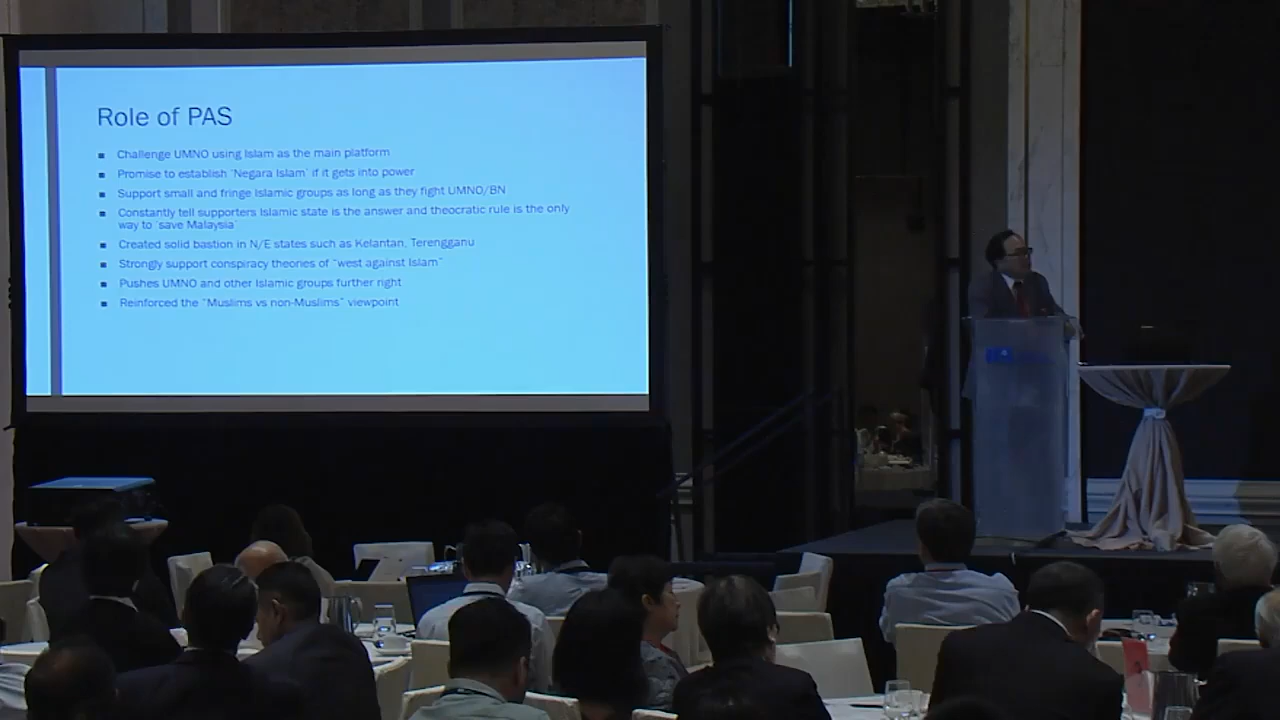 Role of PAS
Challenge UMNO using Islam as the main platform
Promise to establish 'Negara Islam' if it gets into power
Support small and fringe Islamic groups as long as they fight UMNO/BN
Constantly tell supporters Islamic state is the answer and theocratic rule is the only
way to 'save Malaysia'
Created solid bastion in N/E states such as Kelantan, Terengganu
Strongly support conspiracy theories of "west against Islam"
Pushes UMNO and other Islamic groups further right
Reinforced the "Muslims vs non-Muslims" viewpoint